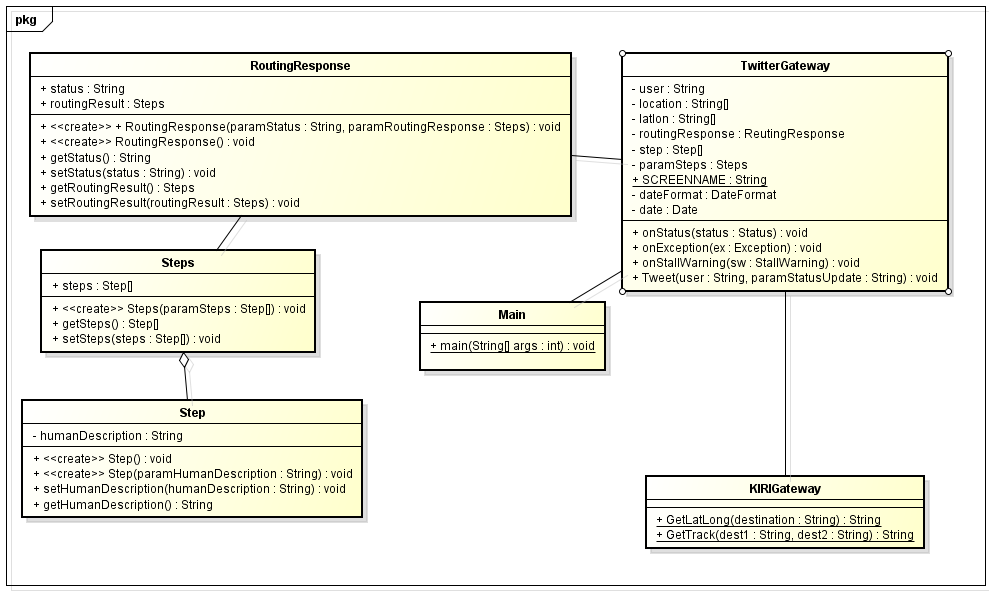 pkg
RoutingResponse
+ status : String
+ routingResult : Steps
+ <<create>> + RoutingResponse(paramStatus : String, paramRoutingResponse : Steps) : void
+ <<create>> RoutingResponse() : void
+ getStatus() : String
+ setStatus(status : String) : void
+ getRoutingResult() : Steps
+ setRoutingResult(routingResult : Steps) : void
TwitterGateway
- user : String
- location : String[]
- latlon : String[]
- routingResponse : ReutingResponse
- step : Step[]
- paramSteps : Steps
+ SCREENNAME : String
- dateFormat : DateFormat
- date : Date
+ onStatus(status : Status) : void
+ onException(ex : Exception) : void
+ onStallWarning(sw : StallWarning) : void
+ Tweet(user : String, paramStatusUpdate : String) : void
Steps
+ steps : Step[]
+ <<create>> Steps(paramSteps : Step[]) : void
+ getSteps() : Step[]
+ setSteps(steps : Step[]) : void
Main
+ main(String[] args : int) : void
Step
- humanDescription : String
+ <<create>> Step() : void
+ <<create>> Step(paramHumanDescription : String) : void
+ setHumanDescription(humanDescription : String) : void
+ getHumanDescription() : String
KIRIGateway
+ GetLatLong(destination : String) : String
+ GetTrack(dest1 : String, dest2 : String) : String